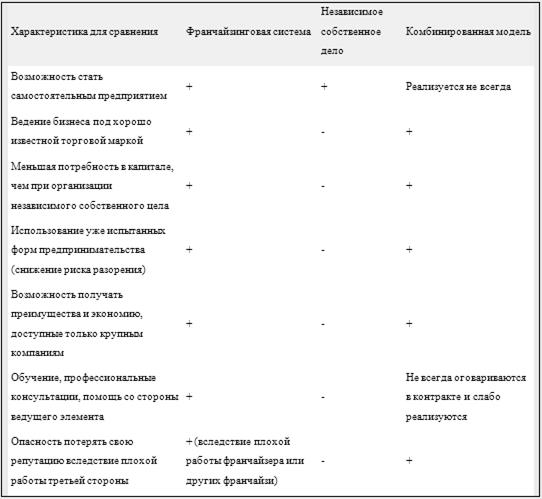 Характеристика для сравнения
Франчайзинговая система
Независимое
собственное
дело
Комбинированная модель
Возможность стать
самостоятельным предприятием
+
+
Реализуется не всегда
Ведение бизнеса под хорошо
известной торговой маркой
+
-
+
Меньшая потребность в капитале,
чем при организации
независимого собственного цела
+
-
+
Использование уже испытанных
форм предпринимательства
(снижение риска разорения)
+
-
+
Возможность получать
преимущества и экономию,
доступные только крупным
компаниям
+
-
+
Обучение, профессиональные
консультации, помощь со стороны
ведущего элемента
+
-
Не всегда оговариваются
в контракте и слабо
реализуются
Опасность потерять свою
репутацию вследствие плохой
работы третьей стороны
+ (вследствие плохой
работы франчайзера или
других франчайзи)
-
+